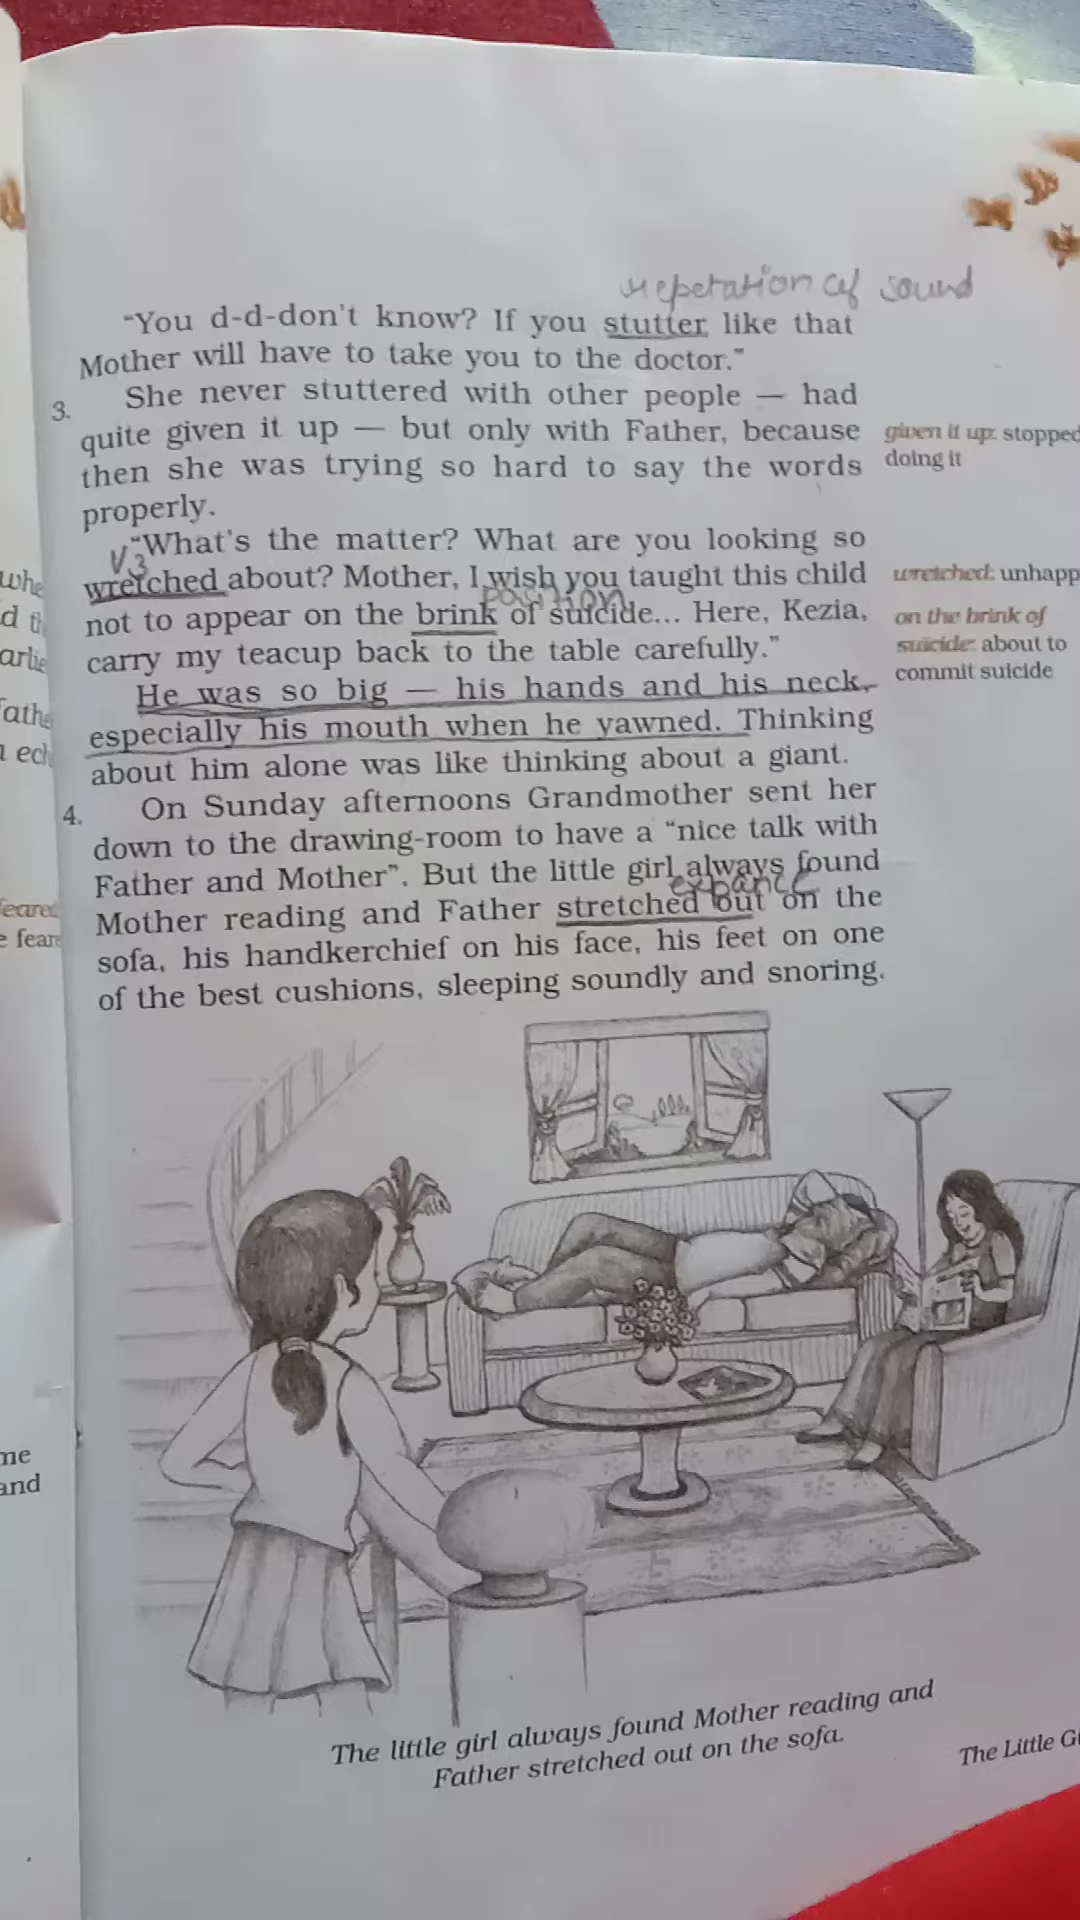 repetation of sound
"You d-d-don't know? If you stutter like that
Mother will have to take you to the doctor."
3. She never stuttered with other people — had
quite given it up — but only with Father, because
then she was trying so hard to say the words
properly.
given it up: stopped
doing it
"What's the matter? What are you looking so
V3
wretched about? Mother, I wish you taught this child
position
not to appear on the brink of suicide... Here, Kezia,
carry my teacup back to the table carefully."
wretched:
on the brink of
suicide: about to
commit suicide
He was so big — his hands and his neck,
especially his mouth when he yawned. Thinking
about him alone was like thinking about a giant.
4. On Sunday afternoons Grandmother sent her
down to the drawing-room to have a "nice talk with
Father and Mother". But the little girl always found
Mother reading and Father stretched out on the
sofa, his handkerchief on his face, his feet on one
of the best cushions, sleeping soundly and snoring.
The little girl always found Mother reading and
Father stretched out on the sofa.
The Little
and